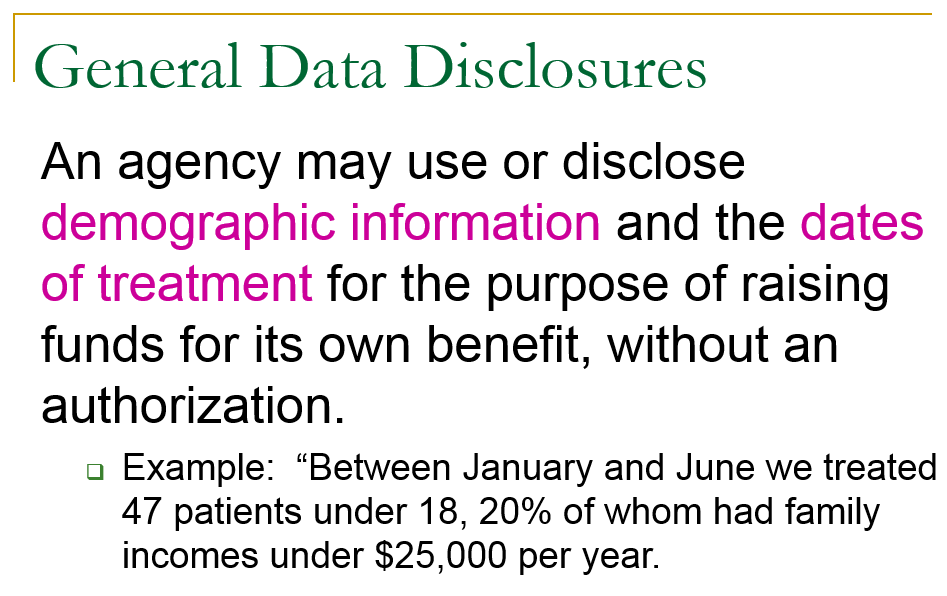 General Data Disclosures
An agency may use or disclose
demographic information and the dates
of treatment for the purpose of raising
funds for its own benefit, without an
authorization.
Example:  “Between January and June we treated
47 patients under 18, 20% of whom had family
incomes under $25,000 per year.